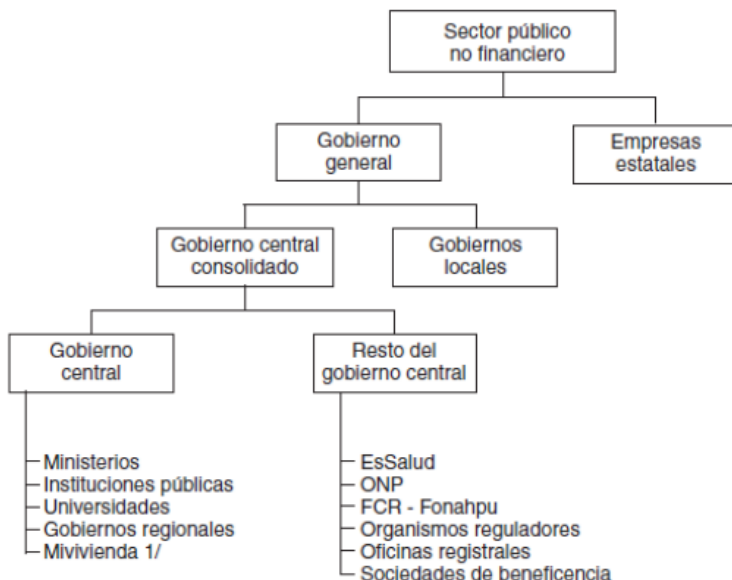 Sector público
no financiero
Gobierno
general
Empresas
estatales
Gobierno central
consolidado
Gobiernos
locales
Gobierno
central
Resto del
gobierno central
Ministerios
Instituciones públicas
Universidades
Gobiernos regionales
Mivivienda 1/
EsSalud
ONP
FCR - Fonahpu
Organismos reguladores
Oficinas registrales
Sociedades de beneficencia